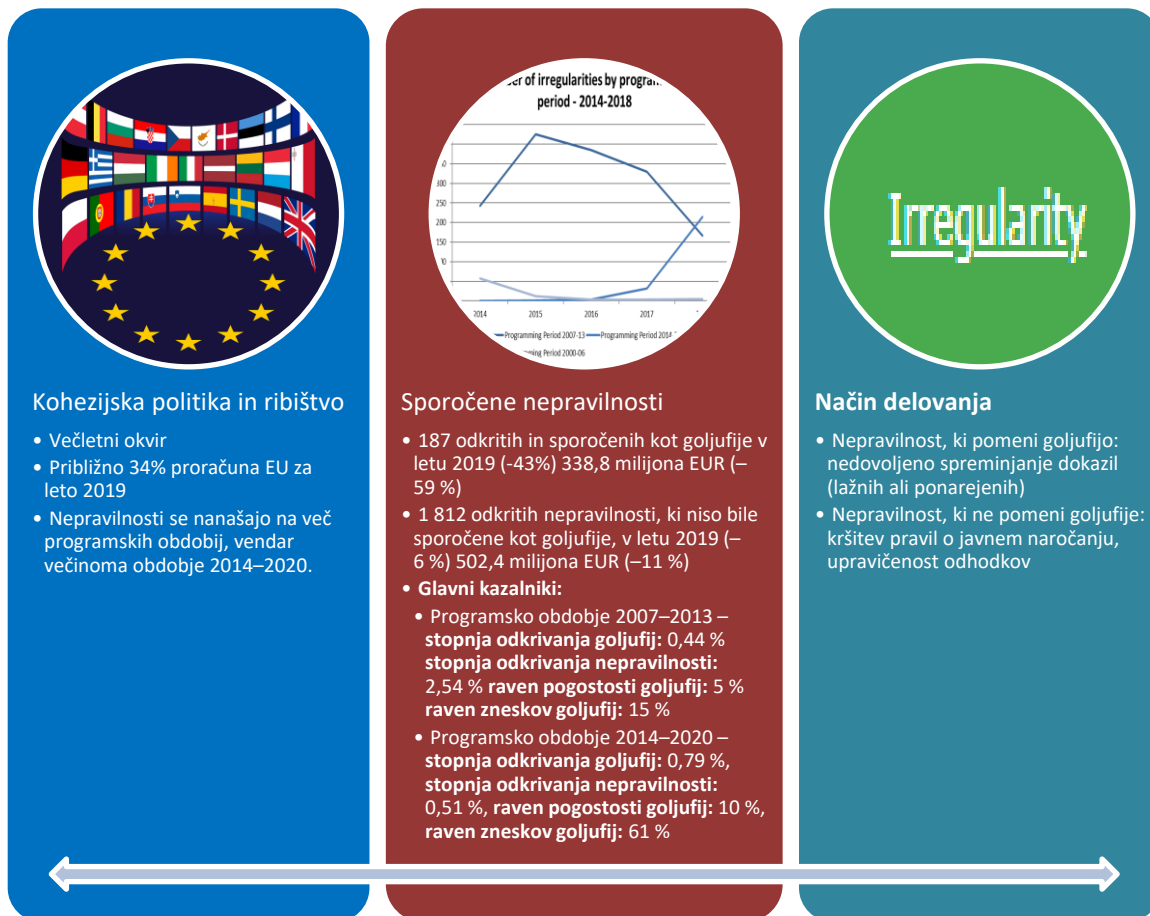 Kohezijska politika in ribištvo
• Večletni okvir
• Približno 34% proračuna EU za
leto 2019
• Nepravilnosti se nanašajo na več
programskih obdobij, vendar
večinoma obdobje 2014–2020.
of irregularities by
period - 2014-2018
300
250
200
150
2014
2015
2016
2017
Programming Period 2007-13
Programming Period
Period 2000-06
Sporočene nepravilnosti
• 187 odkritih in sporočenih kot goljufije v
letu 2019 (-43%) 338,8 milijona EUR (–
59 %)
• 1 812 odkritih nepravilnosti, ki niso bile
sporočene kot goljufije, v letu 2019 (–
6 %) 502,4 milijona EUR (–11 %)
• Glavni kazalniki:
• Programsko obdobje 2007–2013 –
stopnja odkrivanja goljufij: 0,44 %
stopnja odkrivanja nepravilnosti:
2,54 % raven pogostosti goljufij: 5 %
raven zneskov goljufij: 15 %
• Programsko obdobje 2014–2020 –
stopnja odkrivanja goljufij: 0,79 %,
stopnja odkrivanja nepravilnosti:
0,51 %, raven pogostosti goljufij: 10 %,
raven zneskov goljufij: 61 %
Irregularity
Način delovanja
• Nepravilnost, ki pomeni goljufijo:
nedovoljeno spreminjanje dokazil
(lažnih ali ponarejenih)
• Nepravilnost, ki ne pomeni goljufije:
kršitev pravil o javnem naročanju,
upravičenost odhodkov